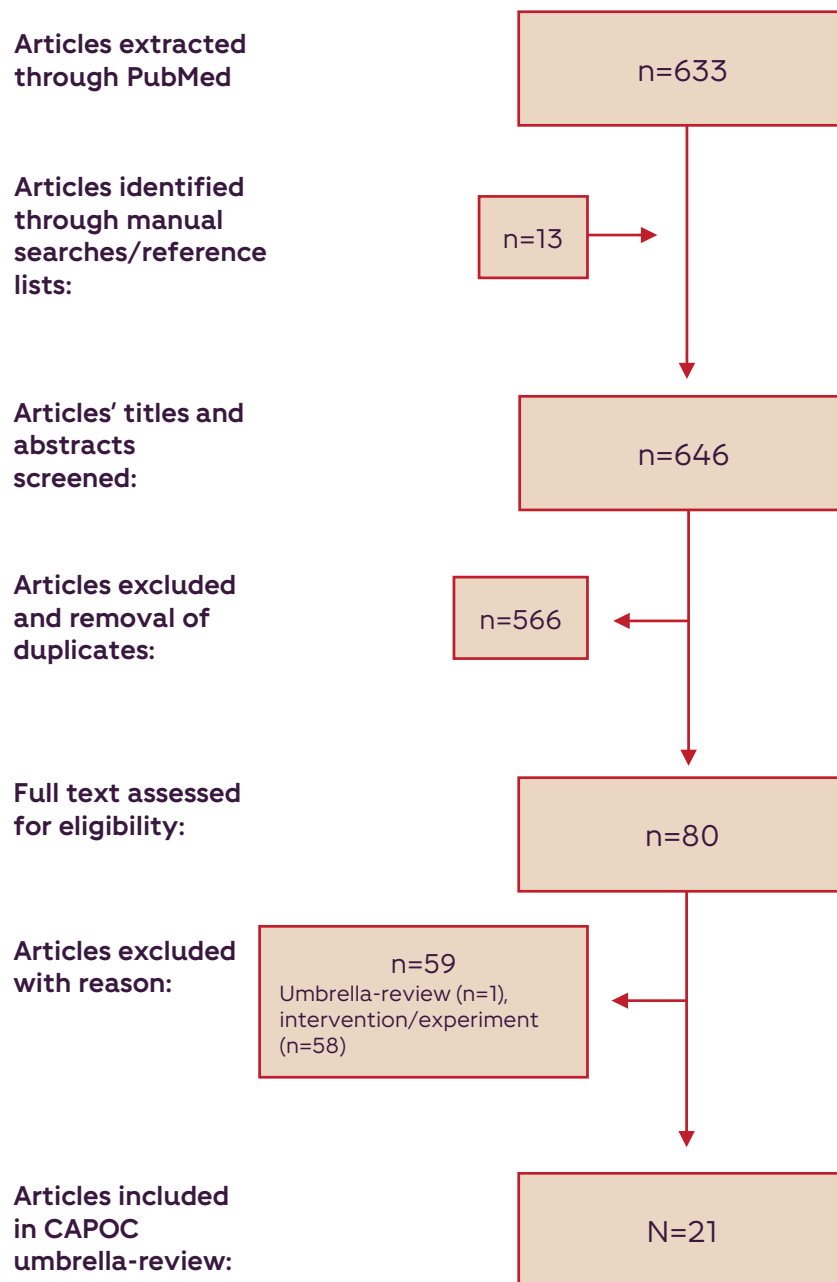 Articles extracted
through PubMed
n=633
Articles identified
through manual
searches/reference
lists:
n=13
Articles’ titles and
abstracts
screened:
n=646
Articles excluded
and removal of
duplicates:
n=566
Full text assessed
for eligibility:
n=80
Articles excluded
with reason:
n=59
Umbrella-review (n=1),
intervention/experiment
(n=58)
Articles included
in CAPOC
umbrella-review:
N=21